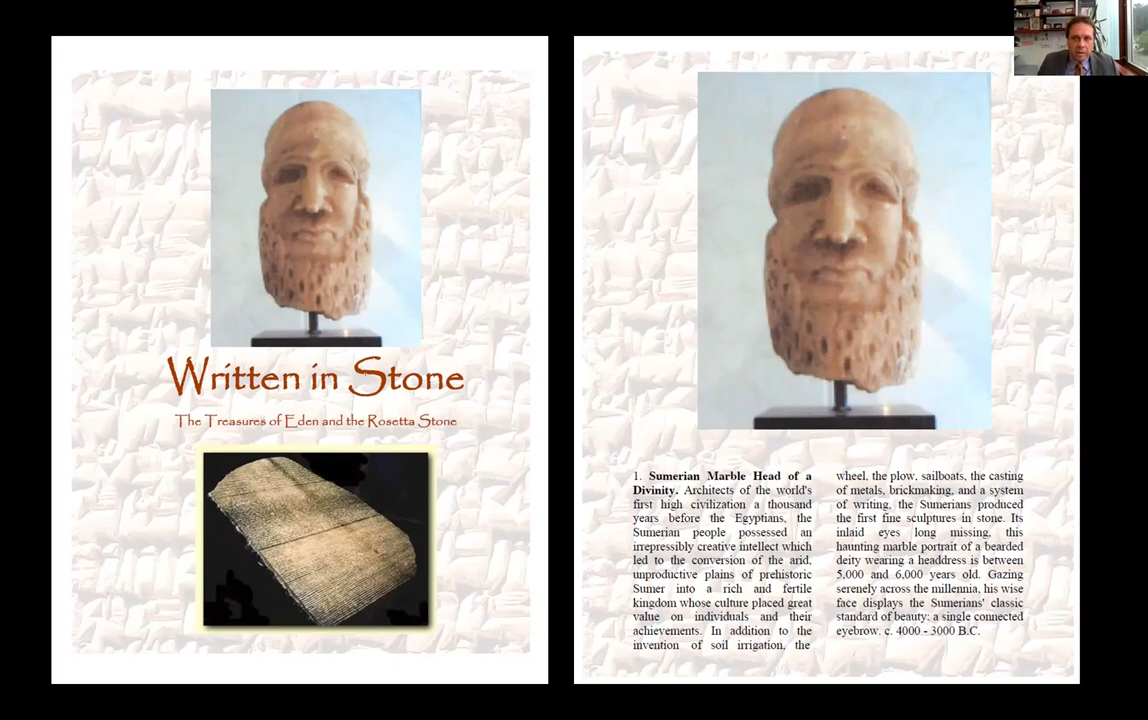 Written in Stone
The Treasures of Eden and the Rosetta Stone
1. Sumerian Marble Head of a
Divinity. Architects of the world's
first high civilization a thousand
years before the Egyptians, the
Sumerian people possessed an
irrepressibly creative intellect which
led to the conversion of the arid,
unproductive plains of prehistoric
Sumer into a rich and fertile
kingdom whose culture placed great
value on individuals and their
achievements. In addition to the
invention of soil irrigation, the
wheel, the plow, sailboats, the casting
of metals, brickmaking, and a system
of writing, the Sumerians produced
the first fine sculptures in stone. Its
inlaid eyes long missing, this
haunting marble portrait of a bearded
deity wearing a headdress is between
5,000 and 6,000 years old. Gazing
serenely across the millennia, his wise
face displays the Sumerians' classic
standard of beauty: a single connected
eyebrow. c. 4000 - 3000 B.C.